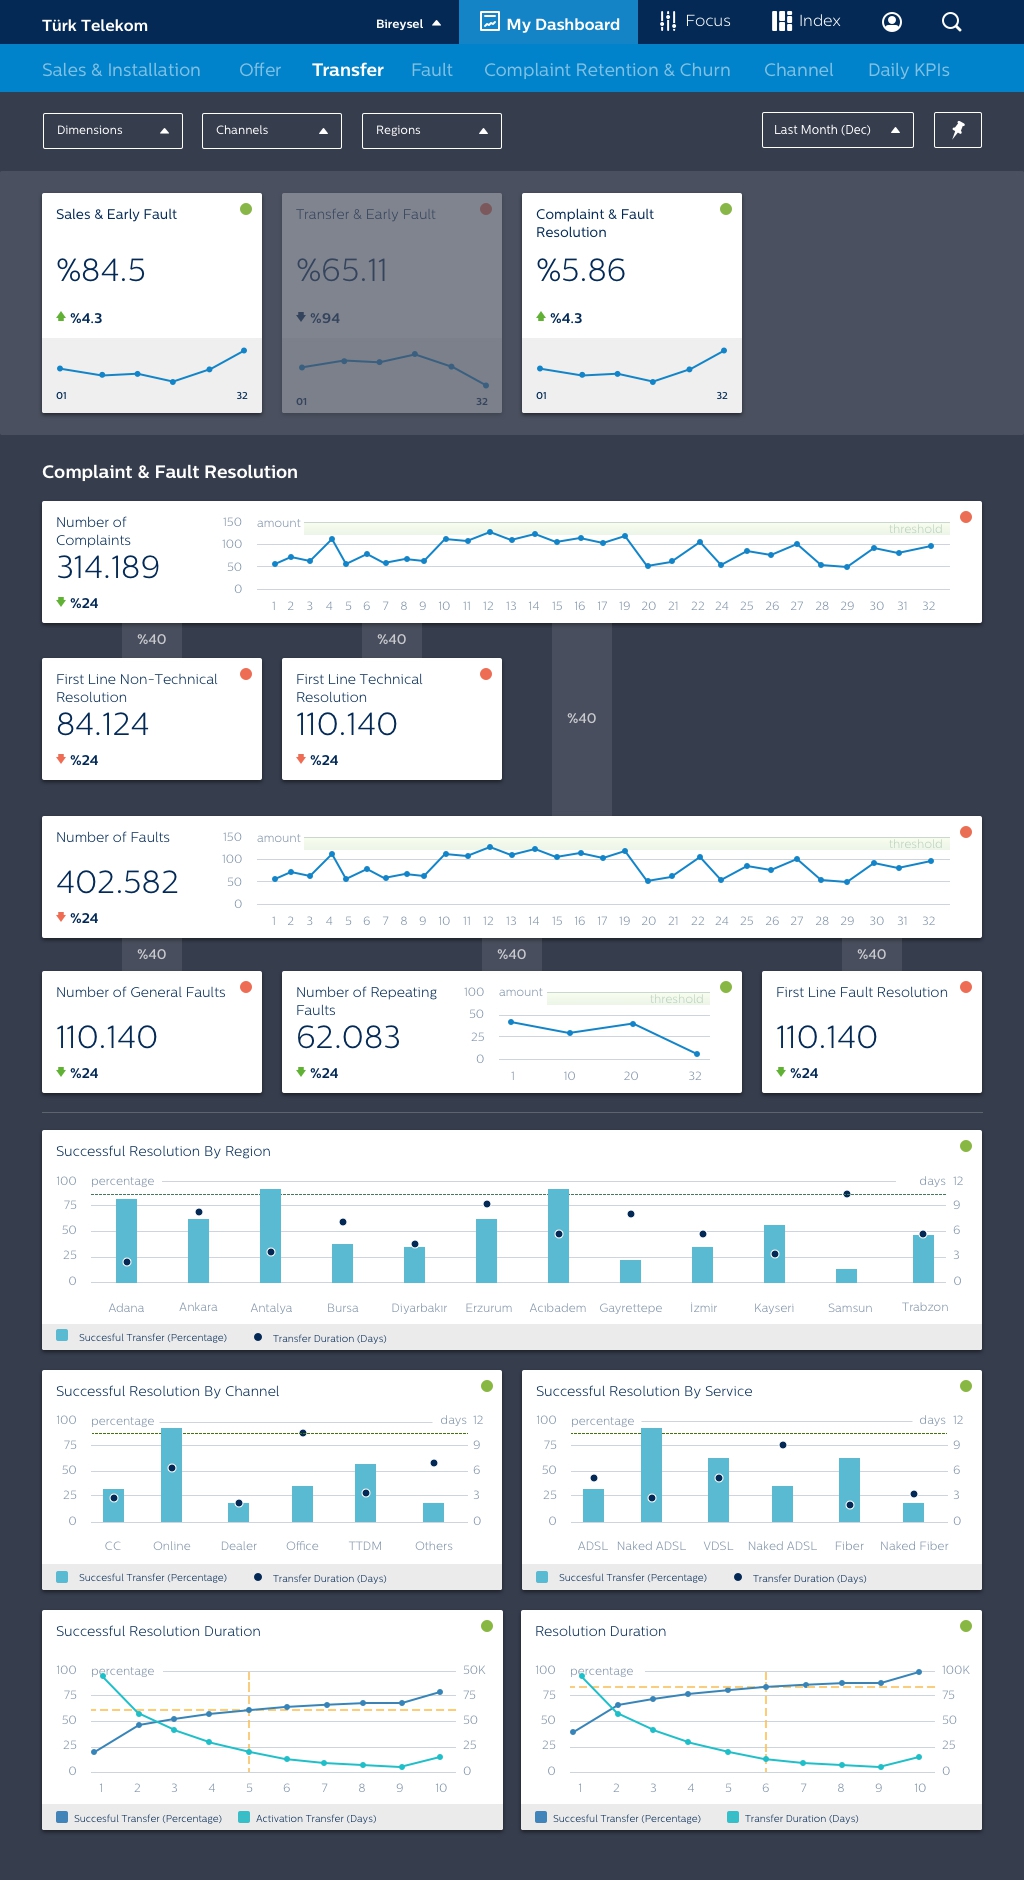 Türk Telekom
Bireysel
My Dashboard
Focus
Index
Sales & Installation
Offer
Transfer
Fault
Complaint Retention & Churn
Channel
Daily KPIs
Dimensions
Channels
Regions
Last Month (Dec)
Sales & Early Fault
%84.5
%4.3
01 32
Transfer & Early Fault
%65.11
%94
01 32
Complaint & Fault
Resolution
%5.86
%4.3
01 32
Complaint & Fault Resolution
Number of
Complaints
314.189
%24
150 amount
threshold
100
50
0
1 2 3 4 5 6 7 8 9 10 11 12 13 14 15 16 17 19 20 21 22 24 25 26 27 28 29 30 31 32
%40
%40
%40
First Line Non-Technical
Resolution
84.124
%24
First Line Technical
Resolution
110.140
%24
Number of Faults
402.582
%24
150 amount
threshold
100
50
0
1 2 3 4 5 6 7 8 9 10 11 12 13 14 15 16 17 19 20 21 22 24 25 26 27 28 29 30 31 32
%40
%40
%40
Number of General Faults
110.140
%24
Number of Repeating
Faults
62.083
%24
100 amount
threshold
50
25
0
1 10 20 32
First Line Fault Resolution
110.140
%24
Successful Resolution By Region
100 percentage days 12
75 9
50 6
25 3
0 0
Adana Ankara Antalya Bursa Diyarbakır Erzurum Acıbadem Gayrettepe İzmir Kayseri Samsun Trabzon
Succesful Transfer (Percentage) Transfer Duration (Days)
Successful Resolution By Channel
100 percentage days 12
75 9
50 6
25 3
0 0
CC Online Dealer Office TTDM Others
Succesful Transfer (Percentage) Transfer Duration (Days)
Successful Resolution By Service
100 percentage days 12
75 9
50 6
25 3
0 0
ADSL Naked ADSL VDSL Naked ADSL Fiber Naked Fiber
Succesful Transfer (Percentage) Transfer Duration (Days)
Successful Resolution Duration
100 percentage 50K
75 75
50 50
25 25
0 0
1 2 3 4 5 6 7 8 9 10
Succesful Transfer (Percentage) Activation Transfer (Days)
Resolution Duration
100 percentage 100K
75 75
50 50
25 25
0 0
1 2 3 4 5 6 7 8 9 10
Succesful Transfer (Percentage) Transfer Duration (Days)